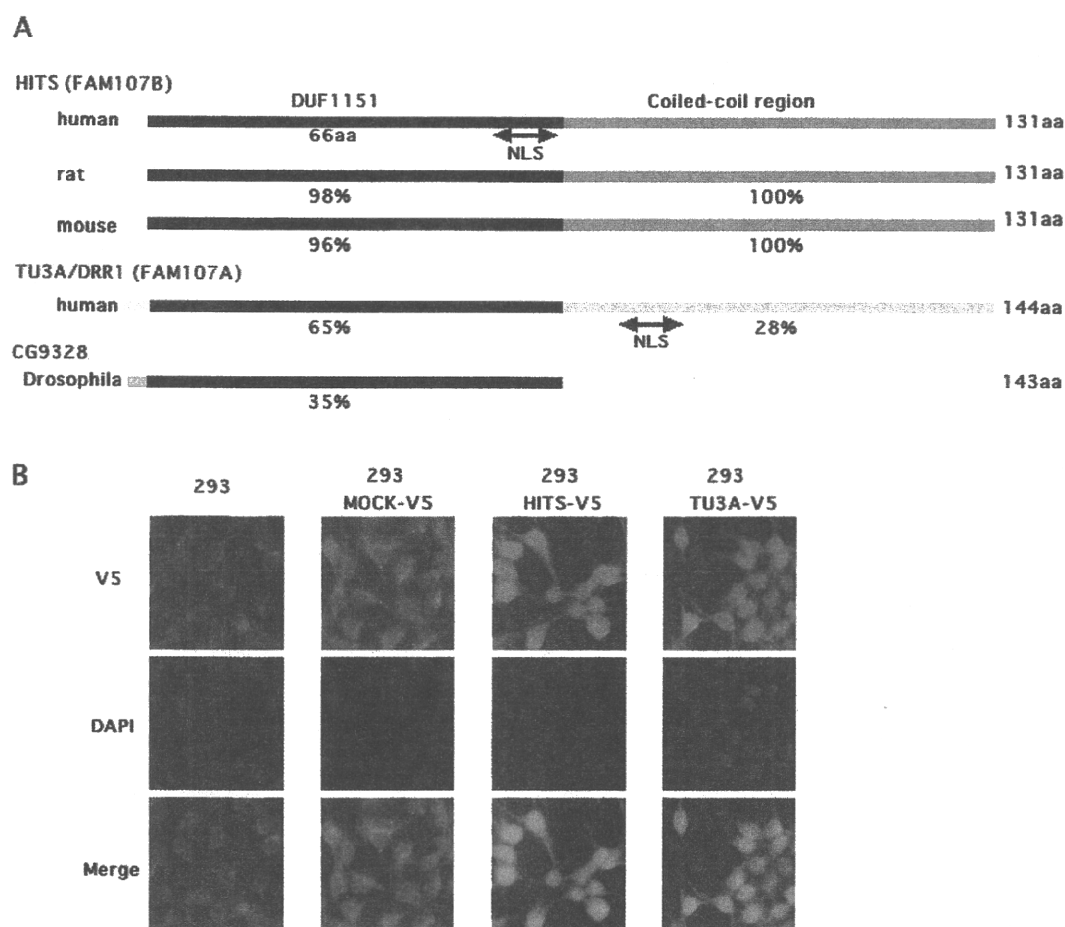 A
HITS (FAM107B)
DUF1151 Coiled-coil region
human 131aa
66aa
NLS
rat 131aa
98% 100%
mouse 131aa
96% 100%
TU3A/DRR1 (FAM107A)
human 144aa
65% 28%
NLS
CG9328
Drosophila 143aa
35%
B
293 293 293 293
MOCK-V5 HITS-V5 TU3A-V5
V5
DAPI
Merge